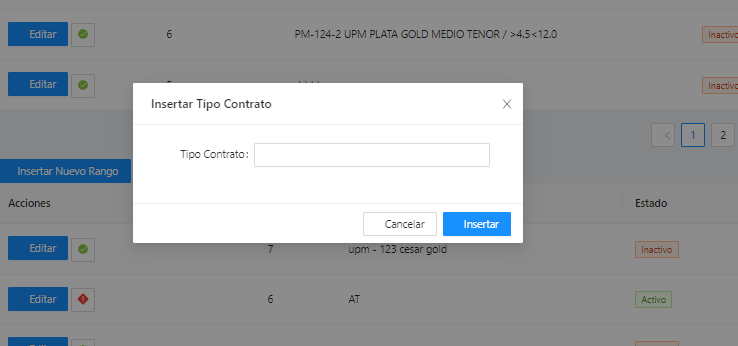 Editar 6 PM-124-2 UPM PLATA GOLD MEDIO TENOR / >4.5<12.0 Inactivo
Editar Inactivo
Insertar Tipo Contrato
1 2
Tipo Contrato:
Insertar Nuevo Rango
Acciones Estado
Cancelar Insertar
Editar 7 upm - 123 cesar gold Inactivo
Editar 6 AT Activo
Editar